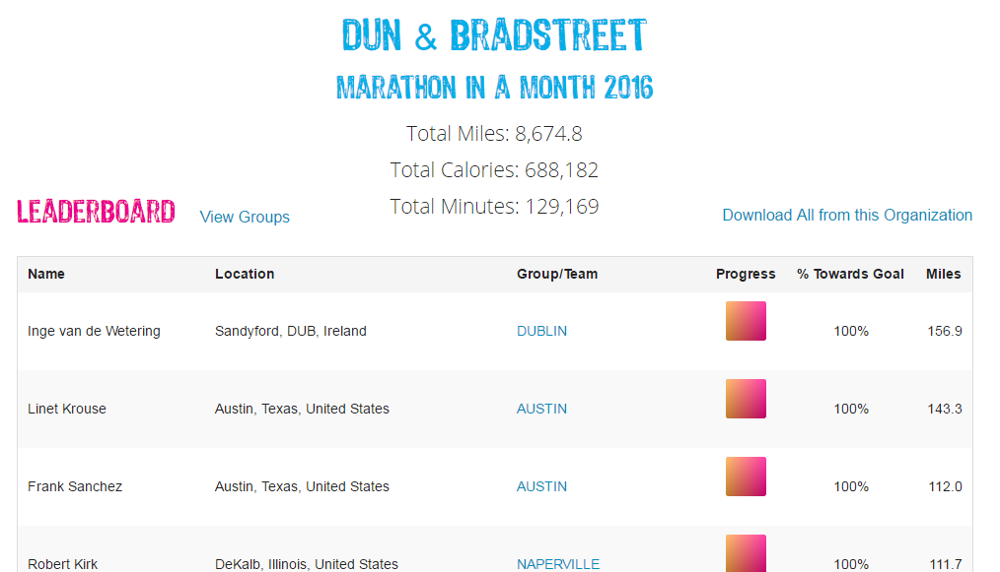 DUN & BRADSTREET
MARATHON IN A MONTH 2016
Total Miles: 8,674.8
Total Calories: 688,182
Total Minutes: 129,169
LEADERBOARD View Groups Download All from this Organization
Name Location Group/Team Progress % Towards Goal Miles
Inge van de Wetering Sandyford, DUB, Ireland DUBLIN 100% 156.9
Linet Krouse Austin, Texas, United States AUSTIN 100% 143.3
Frank Sanchez Austin, Texas, United States AUSTIN 100% 112.0
Robert Kirk DeKalb, Illinois, United States NAPERVILLE 100% 111.7